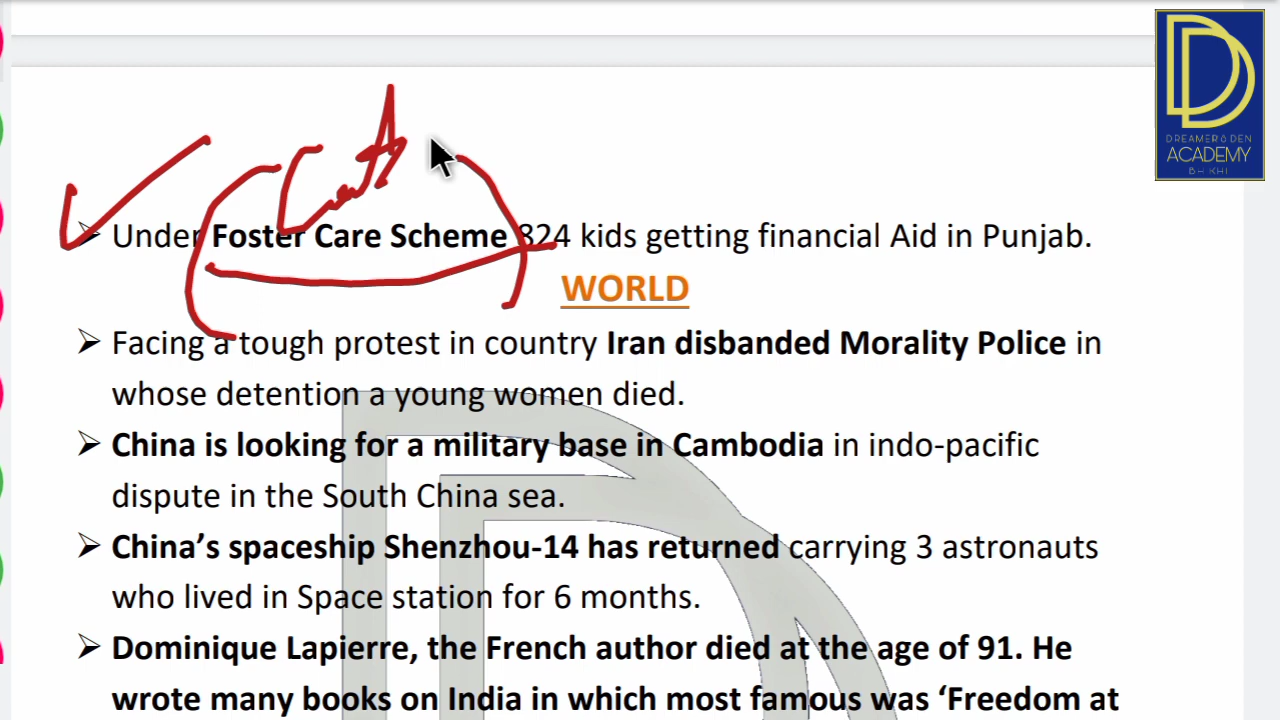 DREAMER'S DEN
ACADEMY
BHIKHI
➢ Under Foster Care Scheme 824 kids getting financial Aid in Punjab.
WORLD
➢ Facing a tough protest in country Iran disbanded Morality Police in
whose detention a young women died.
➢ China is looking for a military base in Cambodia in indo-pacific
dispute in the South China sea.
➢ China’s spaceship Shenzhou-14 has returned carrying 3 astronauts
who lived in Space station for 6 months.
➢ Dominique Lapierre, the French author died at the age of 91. He
wrote many books on India in which most famous was ‘Freedom at